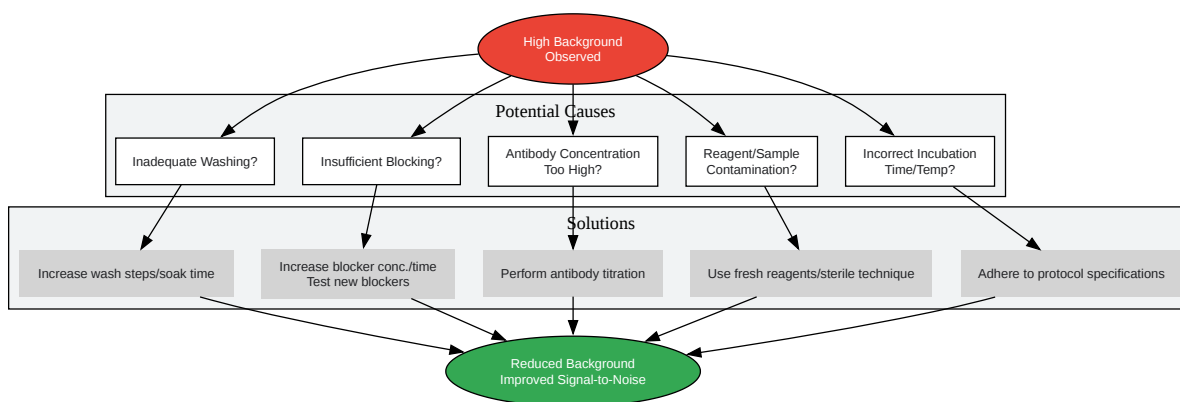 High Background
Observed
Potential Causes
Inadequate Washing?
Insufficient Blocking?
Antibody Concentration
Too High?
Reagent/Sample
Contamination?
Incorrect Incubation
Time/Temp?
Solutions
Increase wash steps/soak time
Increase blocker conc./time
Test new blockers
Perform antibody titration
Use fresh reagents/sterile technique
Adhere to protocol specifications
Reduced Background
Improved Signal-to-Noise